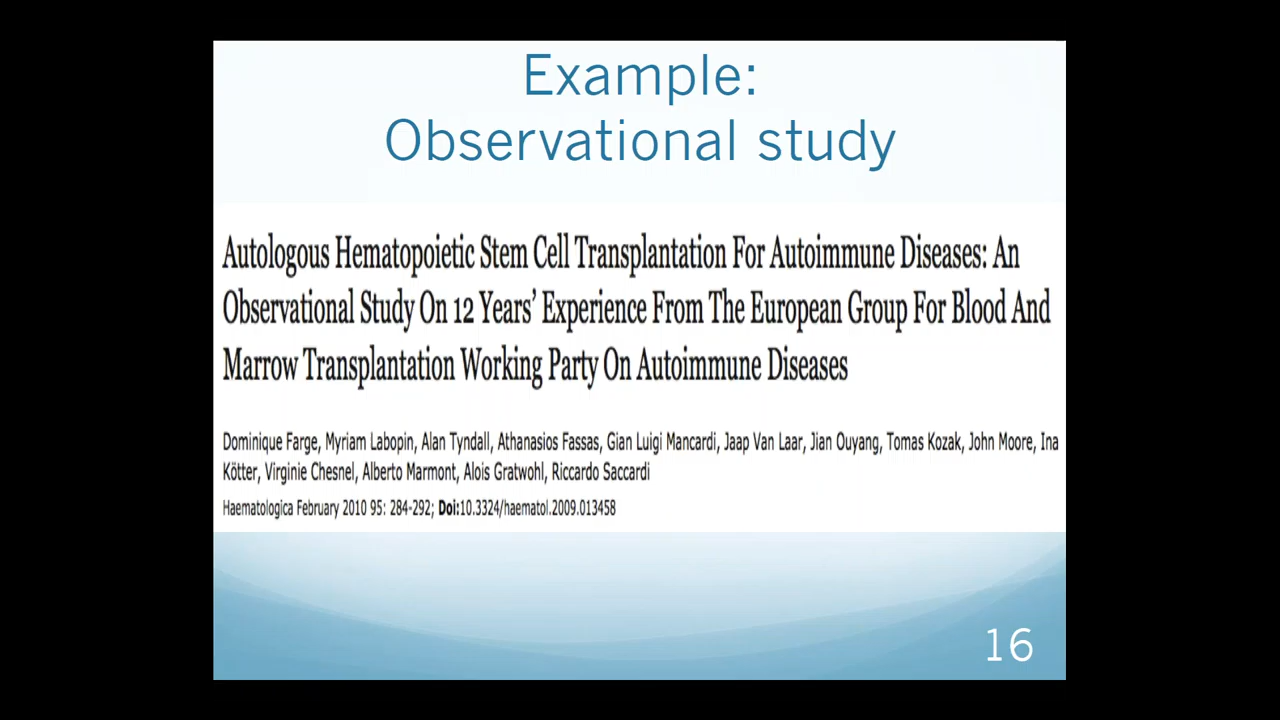 Example:
Observational study
Autologous Hematopoietic Stem Cell Transplantation For Autoimmune Diseases: An
Observational Study On 12 Years’ Experience From The European Group For Blood And
Marrow Transplantation Working Party On Autoimmune Diseases
Dominique Farge, Myriam Labopin, Alan Tyndall, Athanasios Fassas, Gian Luigi Mancardi, Jaap Van Laar, Jian Ouyang, Tomas Kozak, John Moore, Ina
Kötter, Virginie Chesnel, Alberto Marmont, Alois Gratwohl, Riccardo Saccardi
Haematologica February 2010 95: 284-292; Doi:10.3324/haematol.2009.013458
16